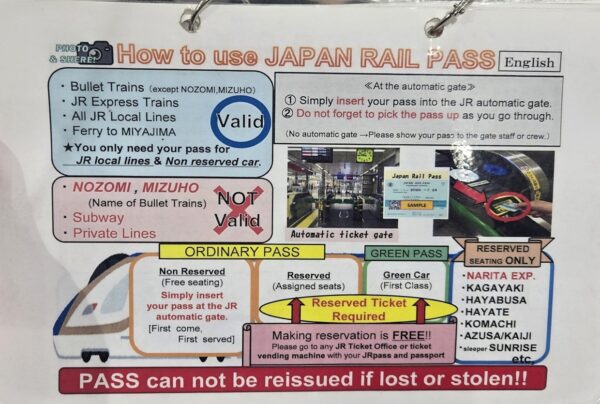 PHOTO
& SHERE!
How to use JAPAN RAIL PASS
English
・Bullet Trains (except NOZOMI,MIZUHO)
・JR Express Trains
・All JR Local Lines
・Ferry to MIYAJIMA
Valid
★You only need your pass for
JR local lines & Non reserved car.
≪At the automatic gate≫
① Simply insert your pass into the JR automatic gate.
② Do not forget to pick the pass up as you go through.
(No automatic gate →Please show your pass to the gate staff or crew.)
・NOZOMI , MIZUHO
(Name of Bullet Trains)
・Subway
・Private Lines
NOT
Valid
Automatic ticket gate
Japan Rail Pass
SAMPLE
ORDINARY PASS
GREEN PASS
RESERVED
SEATING ONLY
Non Reserved
(Free seating)
Simply insert
your pass at the JR
automatic gate.
[First come,
First served]
Reserved
(Assigned seats)
Green Car
(First Class)
Reserved Ticket
Required
Making reservation is FREE!!
Please go to any JR Ticket Office or ticket
vending machine with your JRpass and passport
・NARITA EXP.
・KAGAYAKI
・HAYABUSA
・HAYATE
・KOMACHI
・AZUSA/KAIJI
・sleeper SUNRISE
etc.
PASS can not be reissued if lost or stolen!!